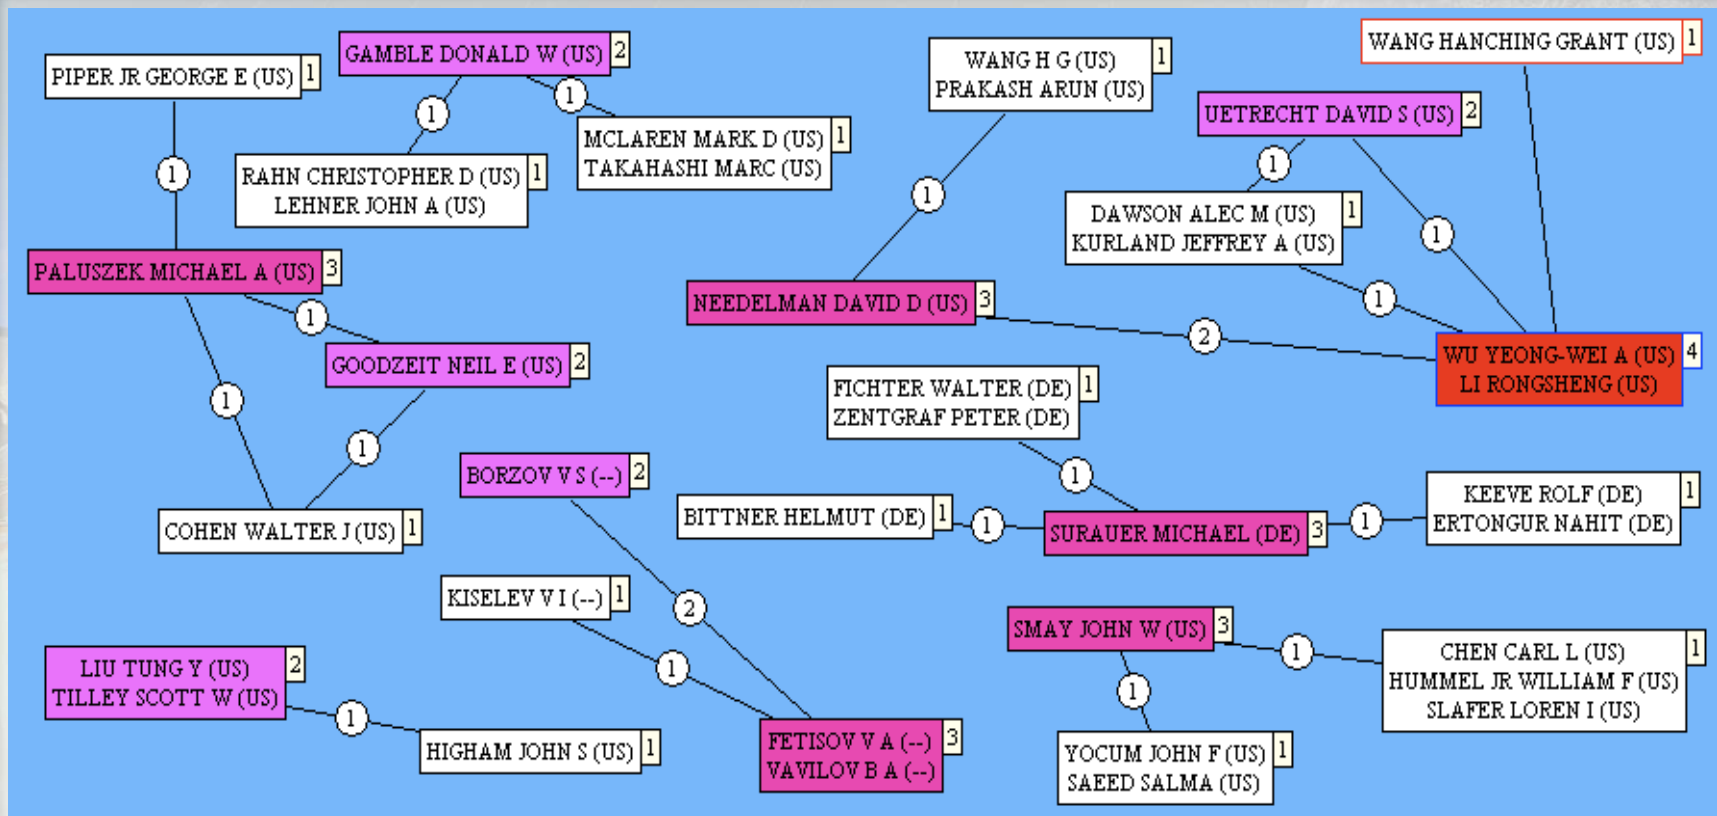 WANG HANCHING GRANT (US) 1
GAMBLE DONALD W (US) 2
PIPER JR GEORGE E (US) 1
WANG H G (US) 1
PRAKASH ARUN (US)
UETRECHT DAVID S (US) 2
1
1
MCLAREN MARK D (US) 1
TAKAHASHI MARC (US)
1
1
RAHN CHRISTOPHER D (US) 1
LEHNER JOHN A (US)
1
DAWSON ALEC M (US) 1
KURLAND JEFFREY A (US)
1
PALUSZEK MICHAEL A (US) 3
NEEDELMAN DAVID D (US) 3
1
1
2
WU YEONG-WEI A (US) 4
LI RONGSHENG (US)
GOODZEIT NEIL E (US) 2
FICHTER WALTER (DE) 1
ZENTGRAF PETER (DE)
1
1
BORZOV V S (--) 2
1
KEEVE ROLF (DE) 1
ERTONGUR NAHIT (DE)
COHEN WALTER J (US) 1
BITTNER HELMUT (DE) 1
1
SURAUER MICHAEL (DE) 3
1
KISELEV V I (--) 1
2
SMAY JOHN W (US) 3
1
CHEN CARL L (US) 1
HUMMEL JR WILLIAM F (US)
SLAFER LOREN I (US)
LIU TUNG Y (US) 2
TILLEY SCOTT W (US)
1
1
1
HIGHAM JOHN S (US) 1
FETISOV V A (--) 3
VAVILOV B A (--)
YOCUM JOHN F (US) 1
SAEED SALMA (US)